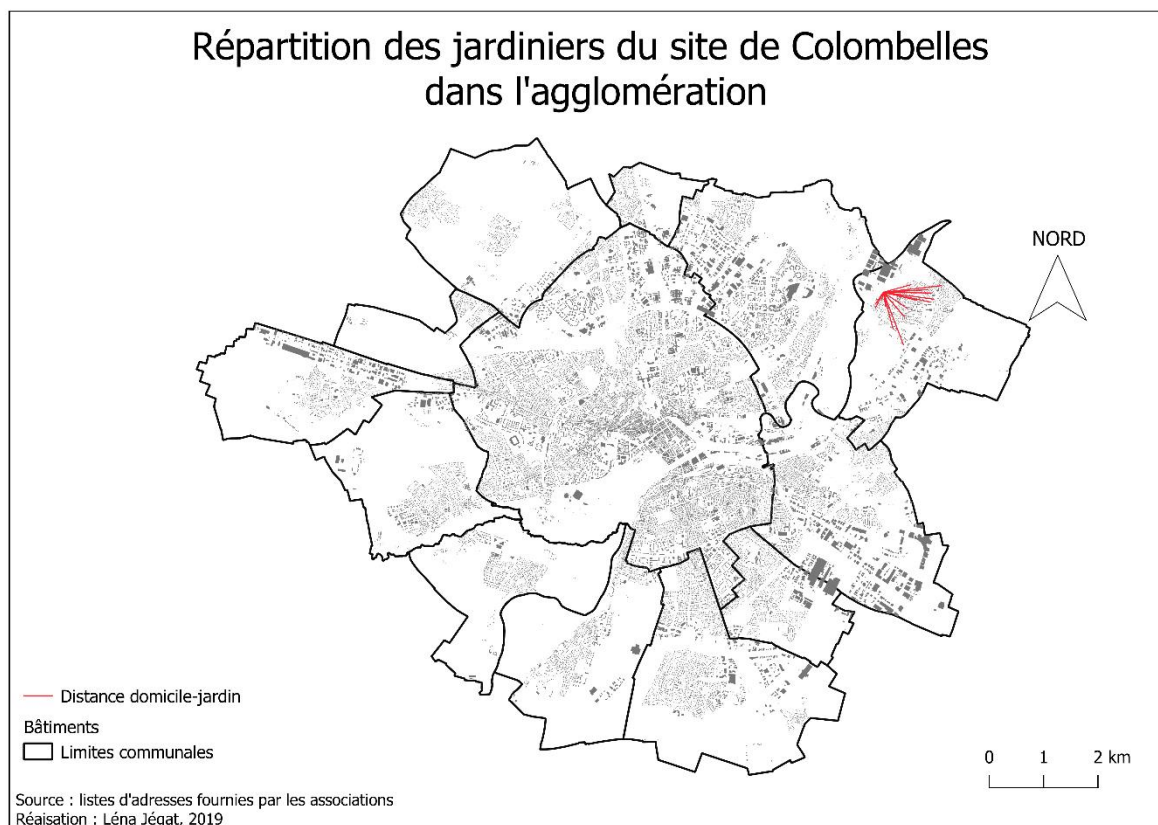 Répartition des jardiniers du site de Colombelles
dans l'agglomération
NORD
Distance domicile-jardin
Bâtiments
Limites communales
0 1 2 km
Source : listes d'adresses fournies par les associations
Réaisation : Léna Jégat, 2019